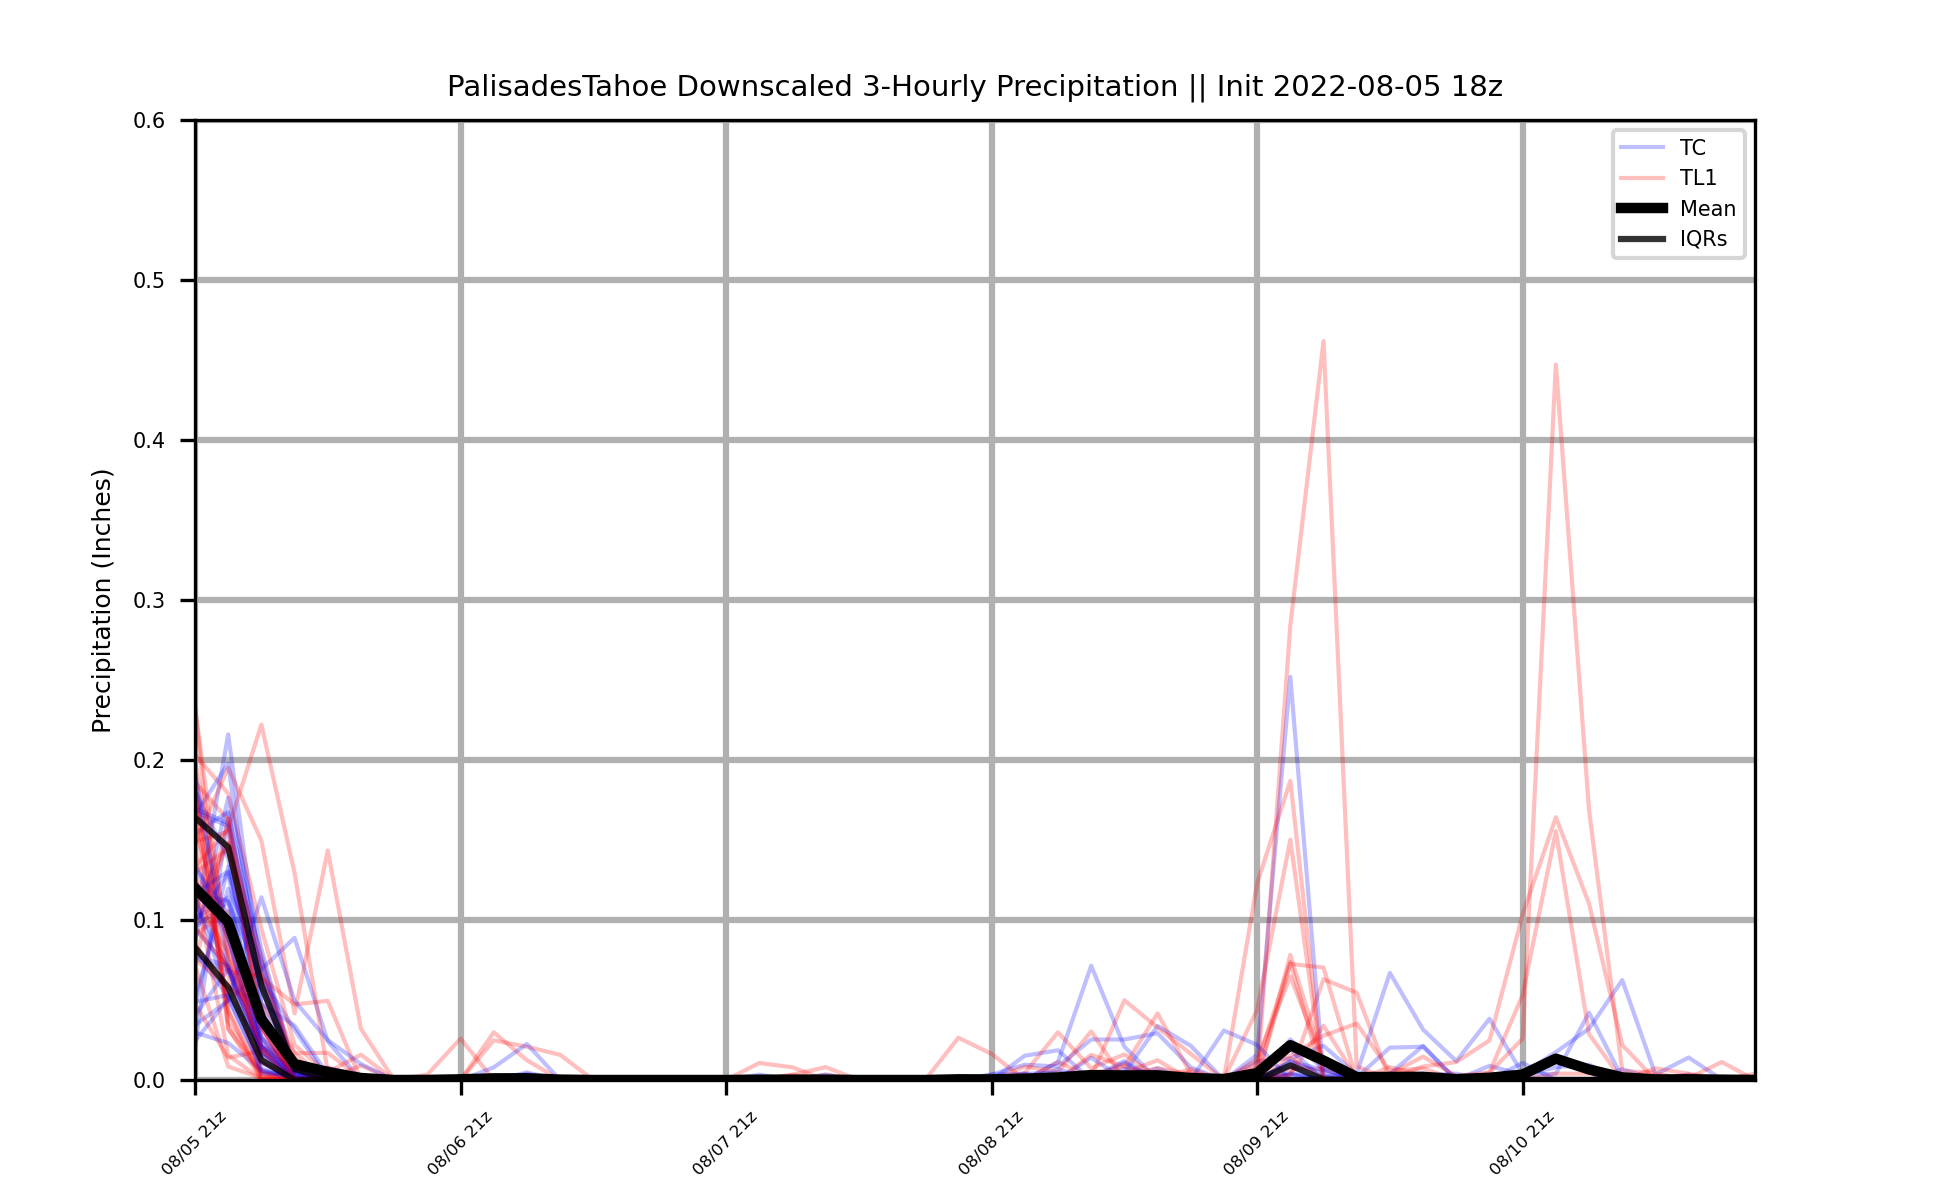 PalisadesTahoe Downscaled 3-Hourly Precipitation || Init 2022-08-05 18z
0.6
0.5
0.4
0.3
0.2
0.1
0.0
Precipitation (Inches)
TC
TL1
Mean
IQRs
08/05 21z
08/06 21z
08/07 21z
08/08 21z
08/09 21z
08/10 21z